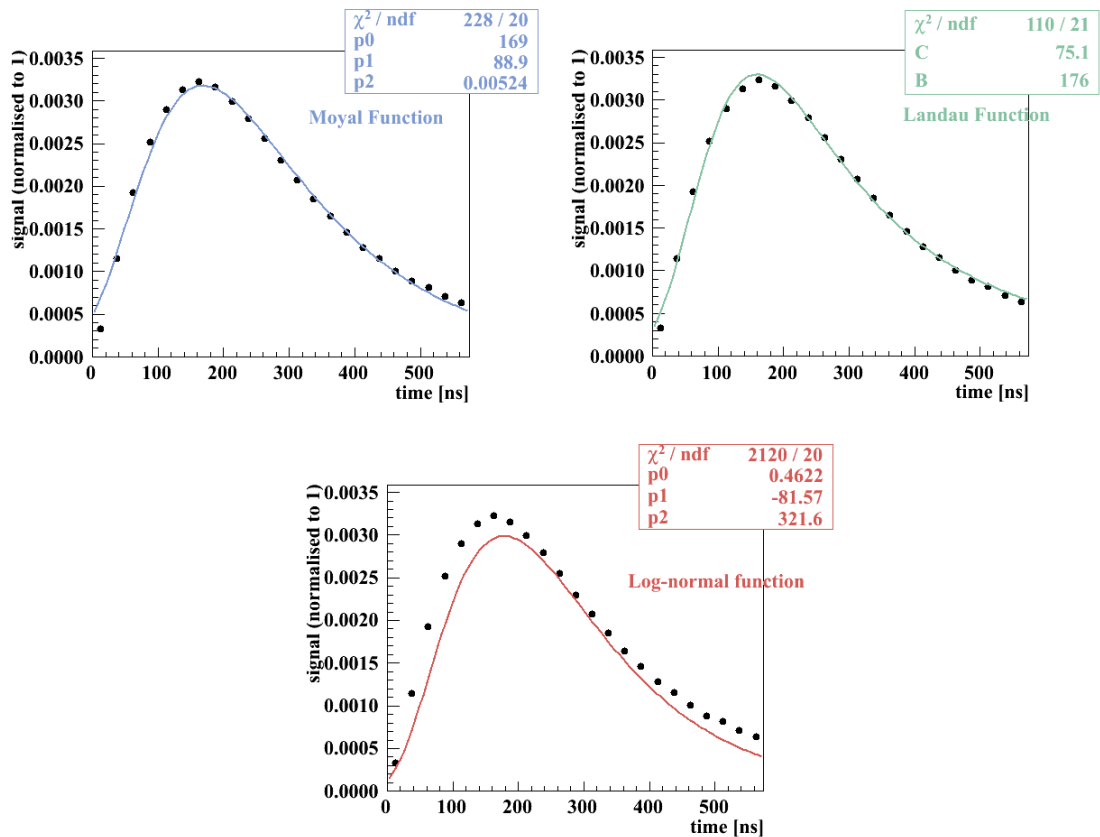 χ² / ndf 228 / 20
p0 169
p1 88.9
p2 0.00524
Moyal Function
signal (normalised to 1)
0.0035
0.0030
0.0025
0.0020
0.0015
0.0010
0.0005
0.0000
0 100 200 300 400 500
time [ns]
χ² / ndf 110 / 21
C 75.1
B 176
Landau Function
signal (normalised to 1)
0.0035
0.0030
0.0025
0.0020
0.0015
0.0010
0.0005
0.0000
0 100 200 300 400 500
time [ns]
χ² / ndf 2120 / 20
p0 0.4622
p1 -81.57
p2 321.6
Log-normal function
signal (normalised to 1)
0.0035
0.0030
0.0025
0.0020
0.0015
0.0010
0.0005
0.0000
0 100 200 300 400 500
time [ns]